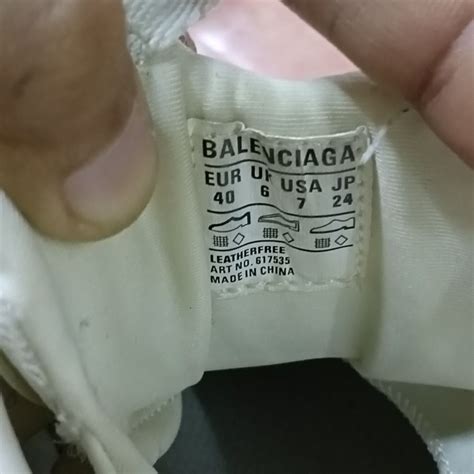 BALENCIAGA
EUR UK USA JP
40 6 7 24
LEATHERFREE
ART NO. 617535
MADE IN CHINA